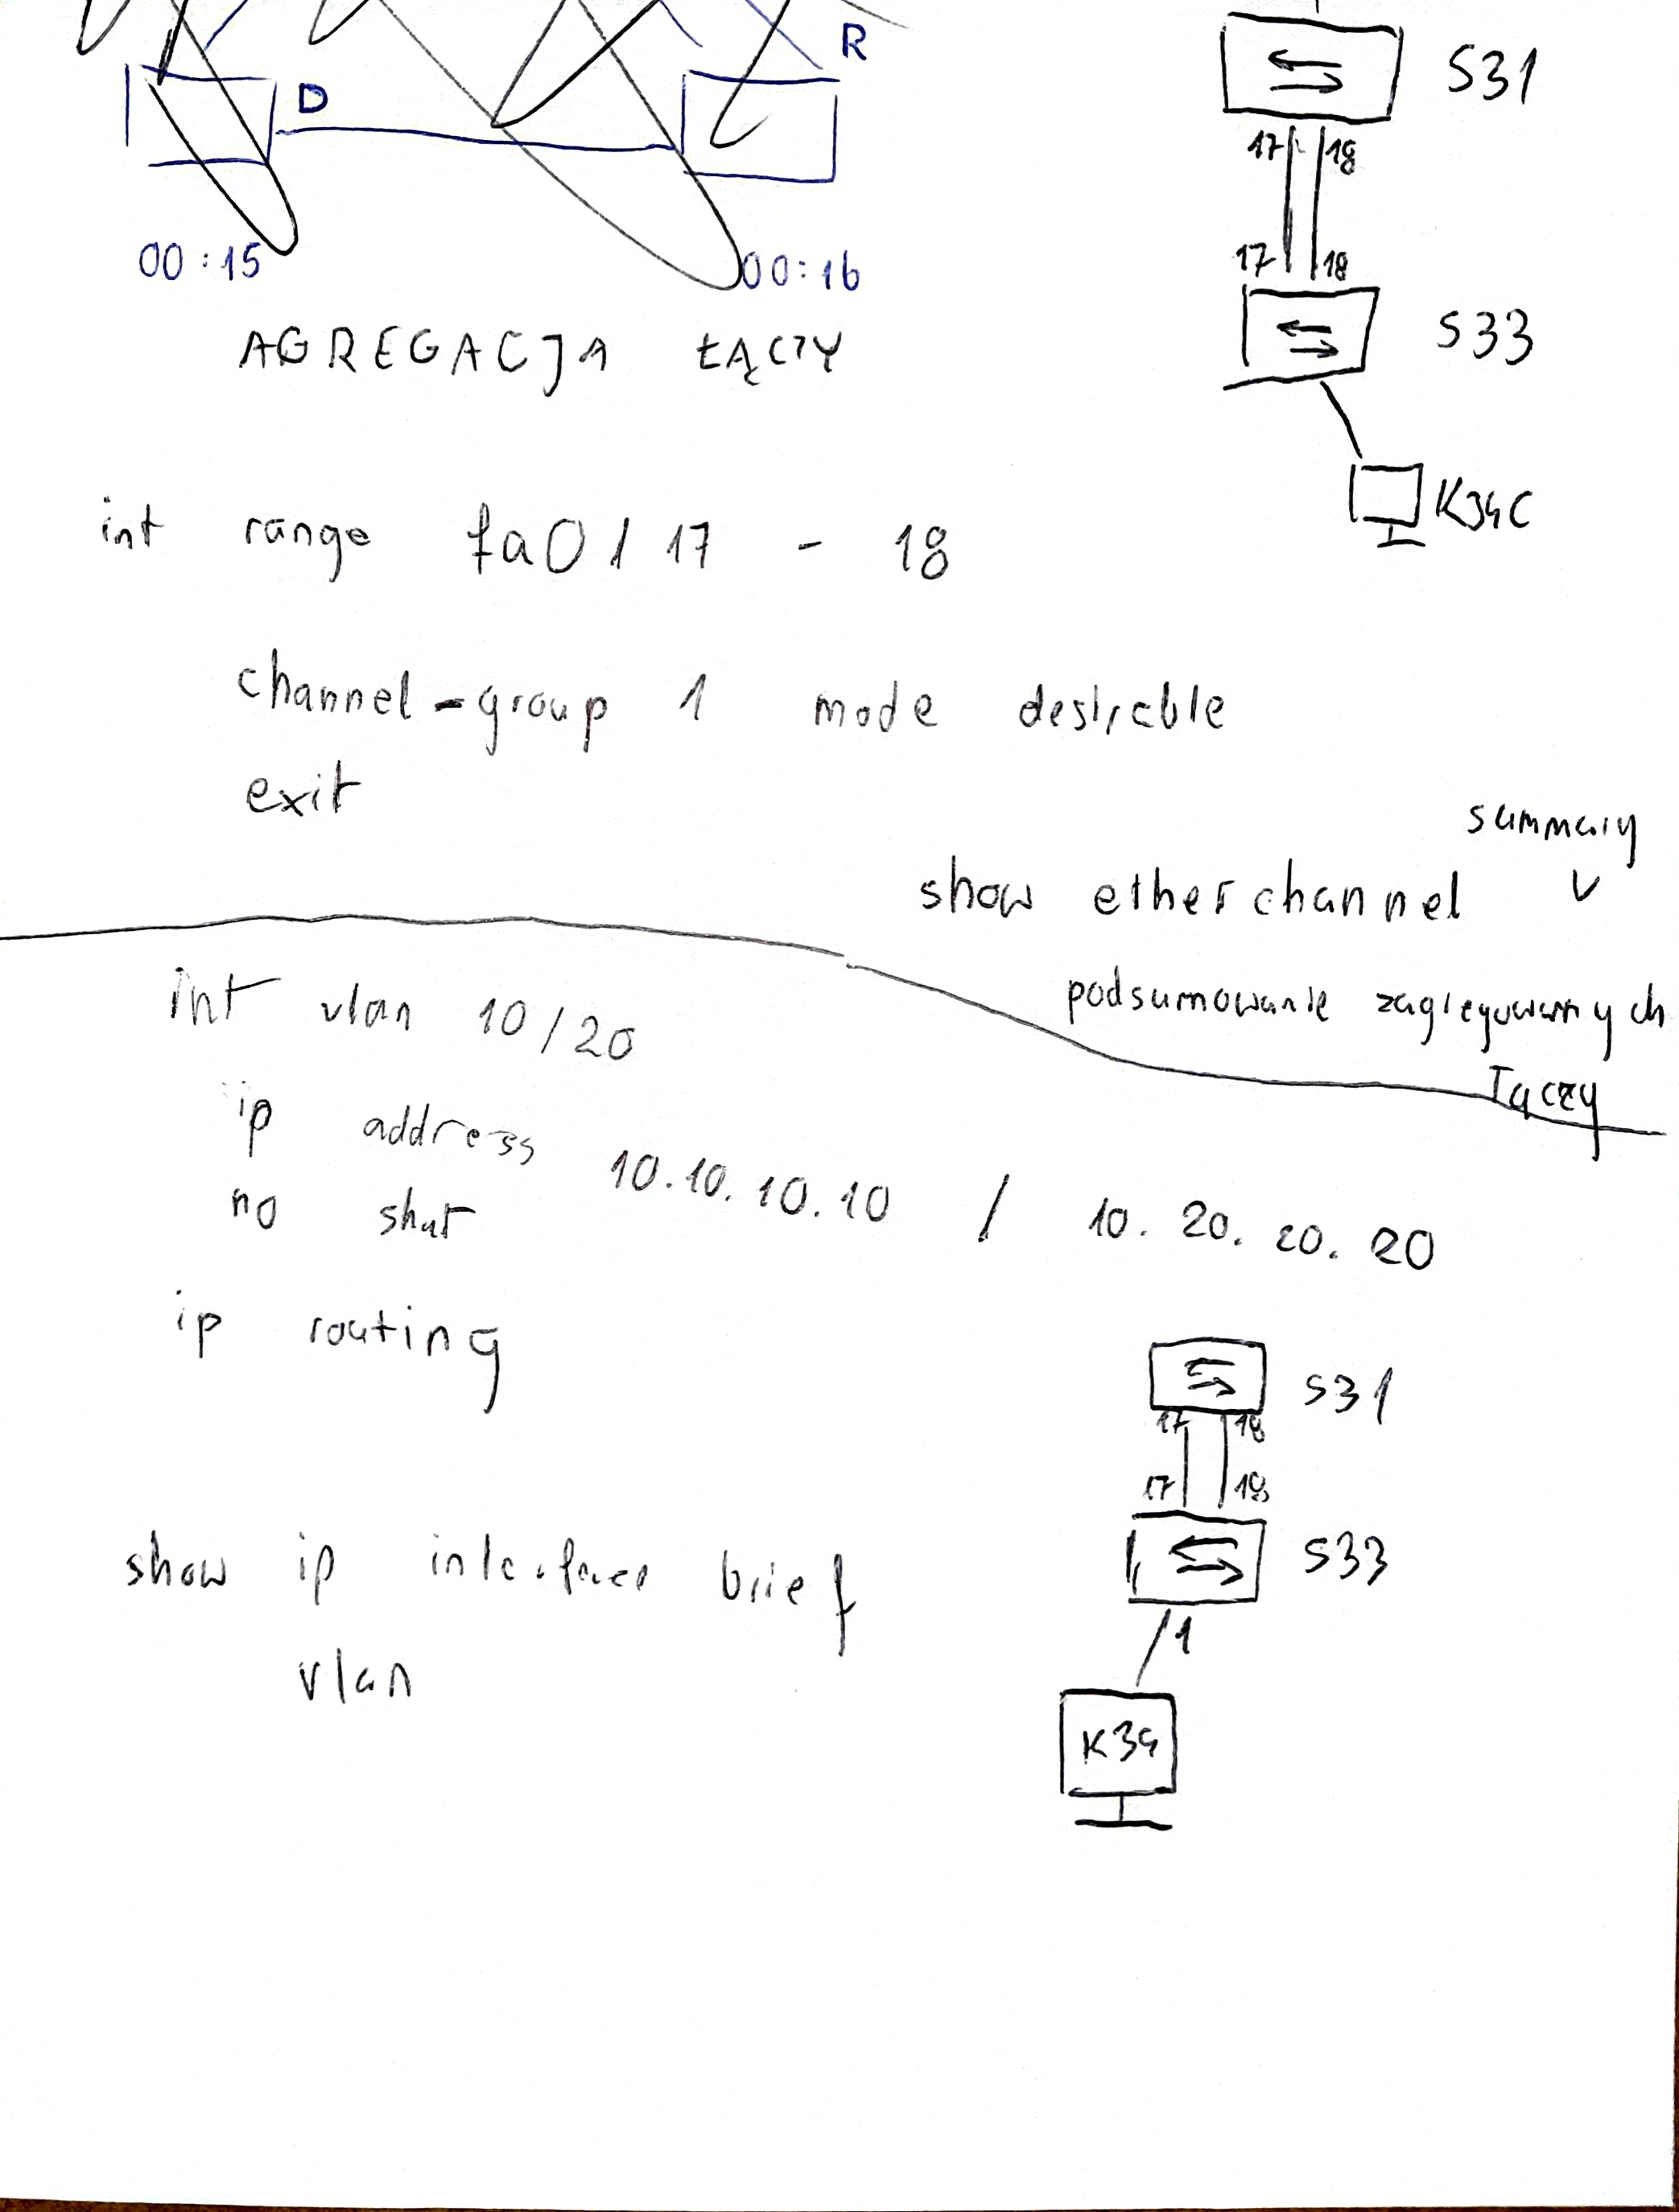 R
D
00:15
00:16
S31
17 18
17 18
S33
K34C
AGREGACJA ŁĄCZY
int range fa0/17 - 18
channel-group 1 mode desirable
exit
summary
show etherchannel v
podsumowanie zagregowanych
łączy
int vlan 10/20
ip address 10.10.10.10 / 10.20.20.20
no shut
ip routing
S31
17 18
17 18
S33
1
K34
show ip interface brief
vlan